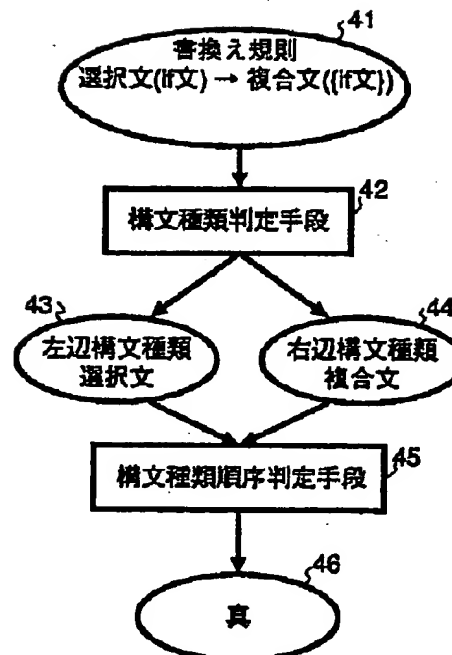 41
書換え規則
選択文(if文) → 複合文({if文})
42
構文種類判定手段
43
左辺構文種類
選択文
44
右辺構文種類
複合文
45
構文種類順序判定手段
46
真